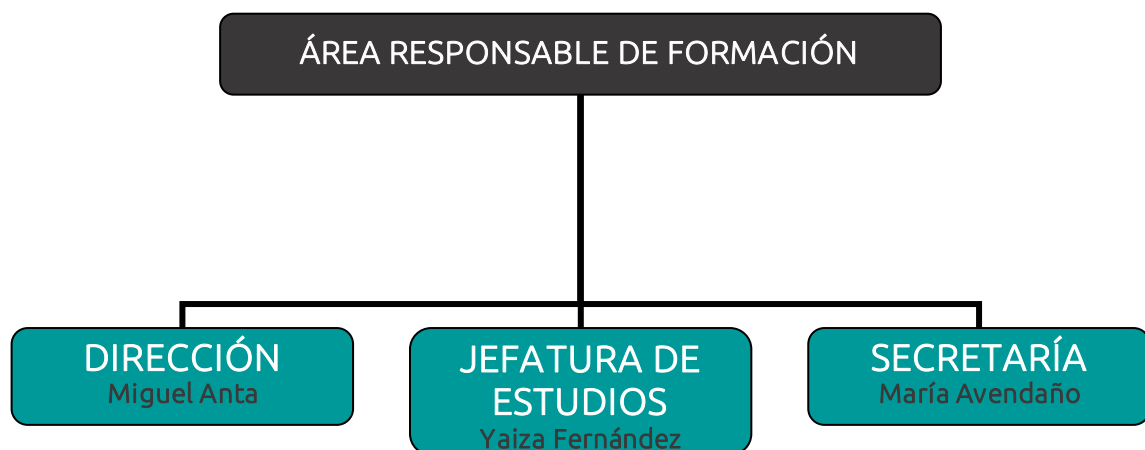 ÁREA RESPONSABLE DE FORMACIÓN
DIRECCIÓN
Miguel Anta
JEFATURA DE
ESTUDIOS
Yaiza Fernández
SECRETARÍA
María Avendaño